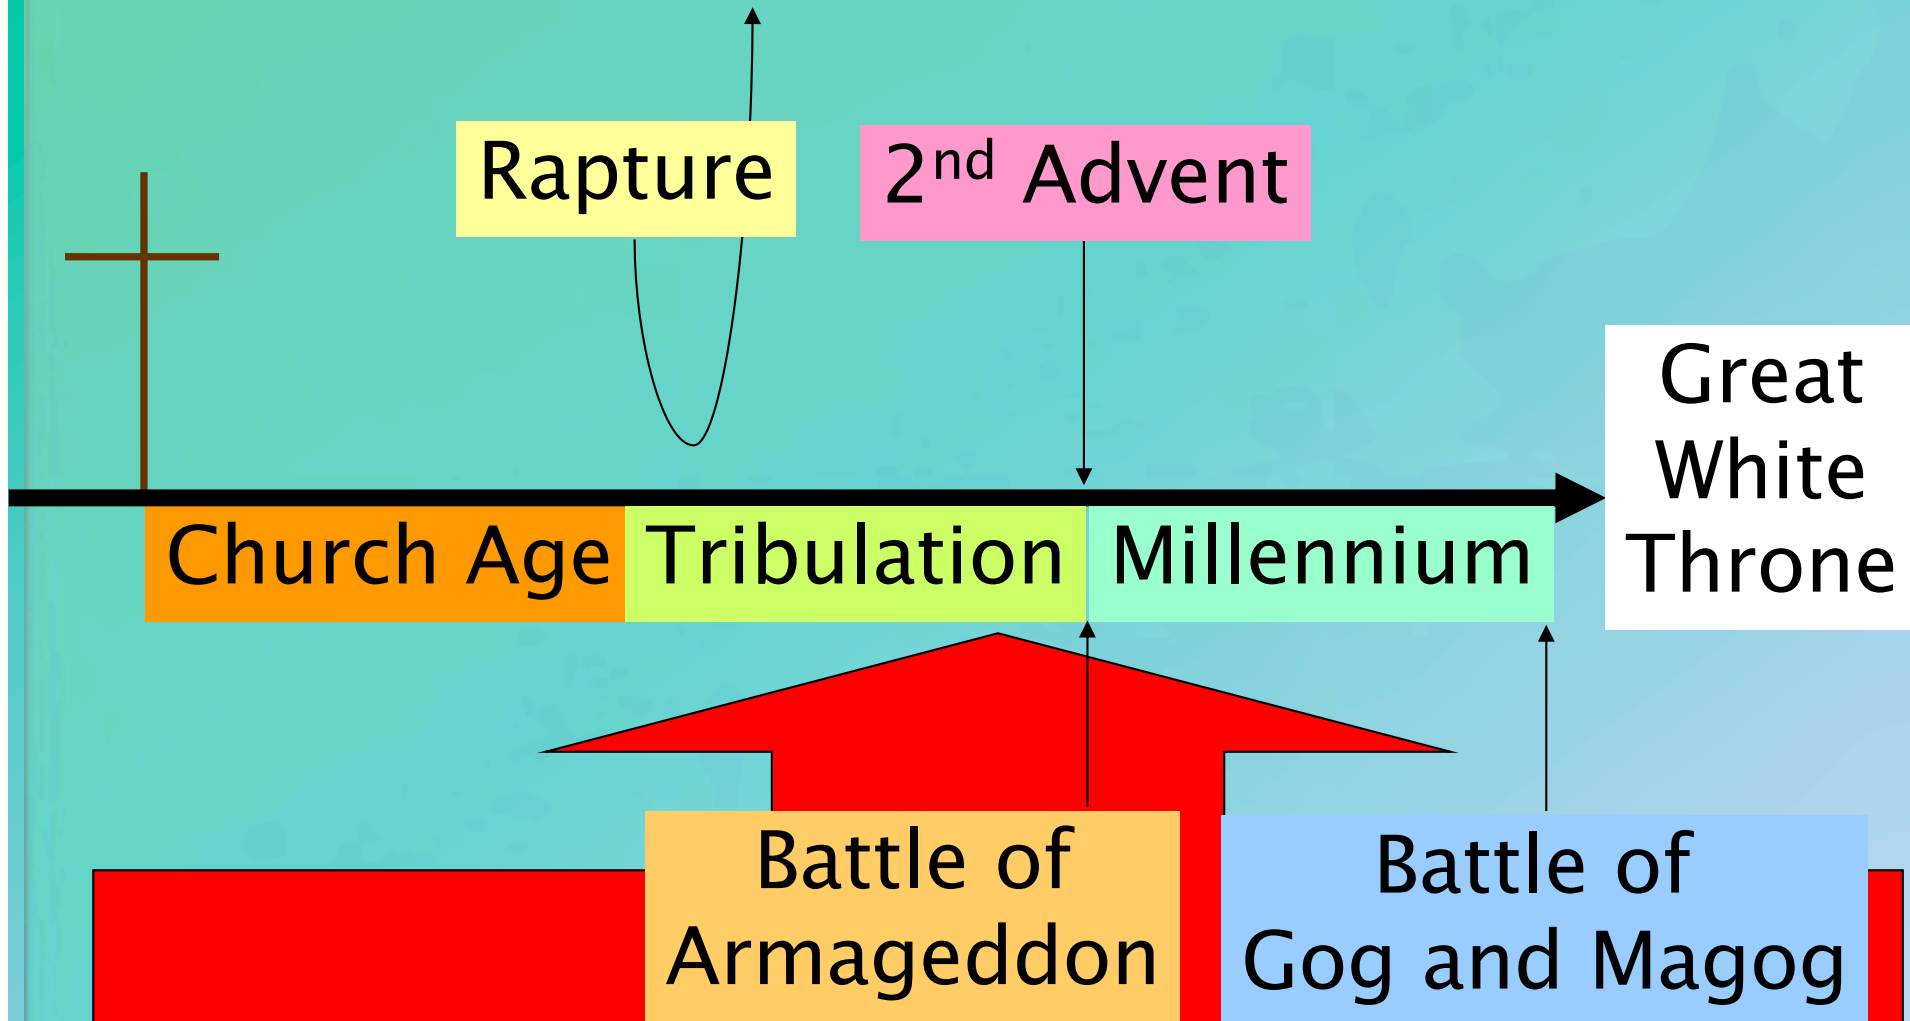 Rapture
2nd Advent
Great
White
Throne
Church Age
Tribulation
Millennium
Battle of
Armageddon
Battle of
Gog and Magog